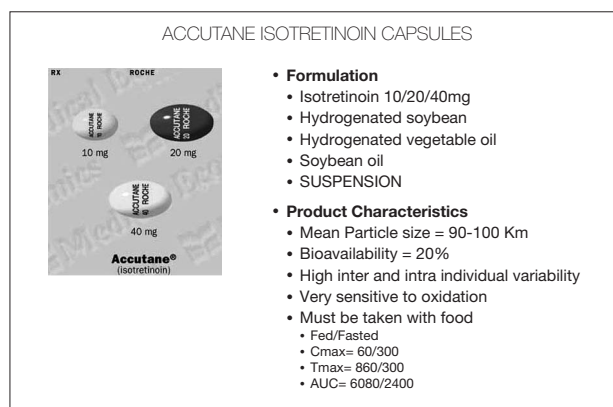 ACCUTANE ISOTRETINOIN CAPSULES
RX ROCHE
ACCUTANE 10 ROCHE
10 mg
ACCUTANE 20 ROCHE
20 mg
ACCUTANE 40 ROCHE
40 mg
Accutane®
(isotretinoin)
• Formulation
• Isotretinoin 10/20/40mg
• Hydrogenated soybean
• Hydrogenated vegetable oil
• Soybean oil
• SUSPENSION
• Product Characteristics
• Mean Particle size = 90-100 Km
• Bioavailability = 20%
• High inter and intra individual variability
• Very sensitive to oxidation
• Must be taken with food
• Fed/Fasted
• Cmax= 60/300
• Tmax= 860/300
• AUC= 6080/2400